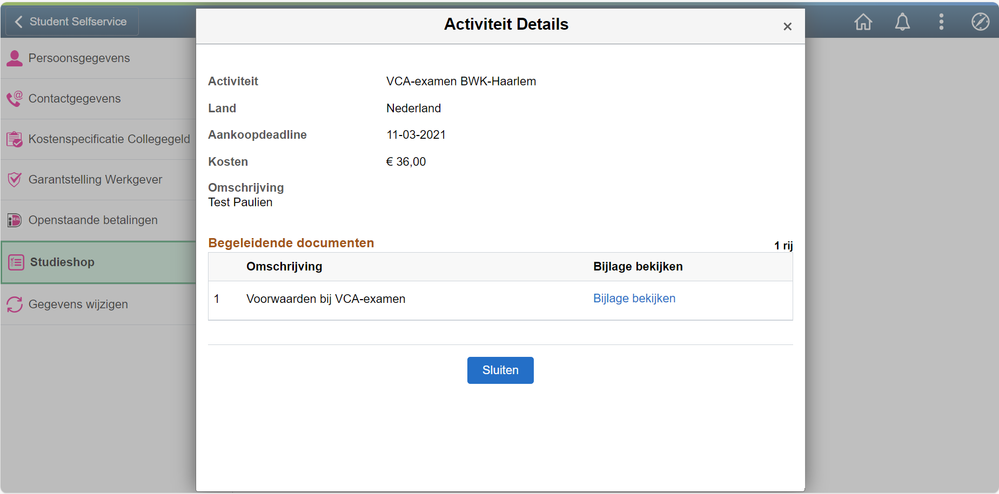 Student Selfservice
Activiteit Details
×
Persoonsgegevens
Contactgegevens
Kostenspecificatie Collegegeld
Garantstelling Werkgever
Openstaande betalingen
Studieshop
Gegevens wijzigen
Activiteit VCA-examen BWK-Haarlem
Land Nederland
Aankoopdeadline 11-03-2021
Kosten € 36,00
Omschrijving
Test Paulien
Begeleidende documenten 1 rij
Omschrijving Bijlage bekijken
1 Voorwaarden bij VCA-examen Bijlage bekijken
Sluiten